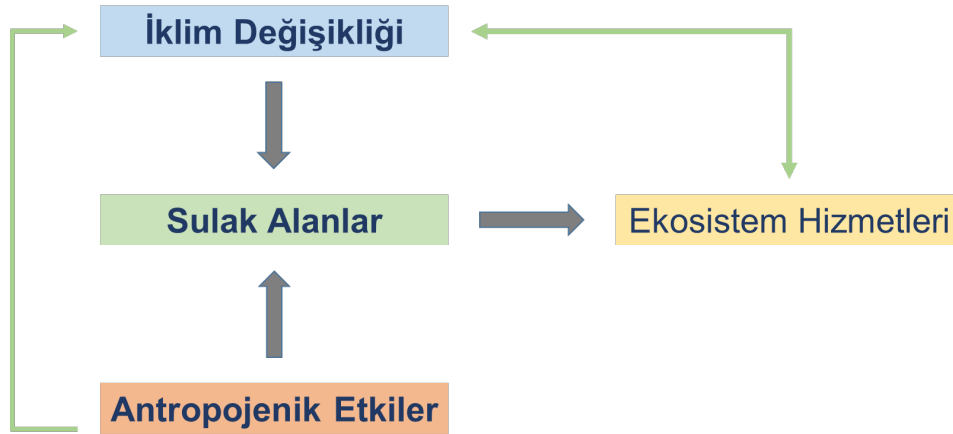 İklim Değişikliği
Sulak Alanlar
Ekosistem Hizmetleri
Antropojenik Etkiler